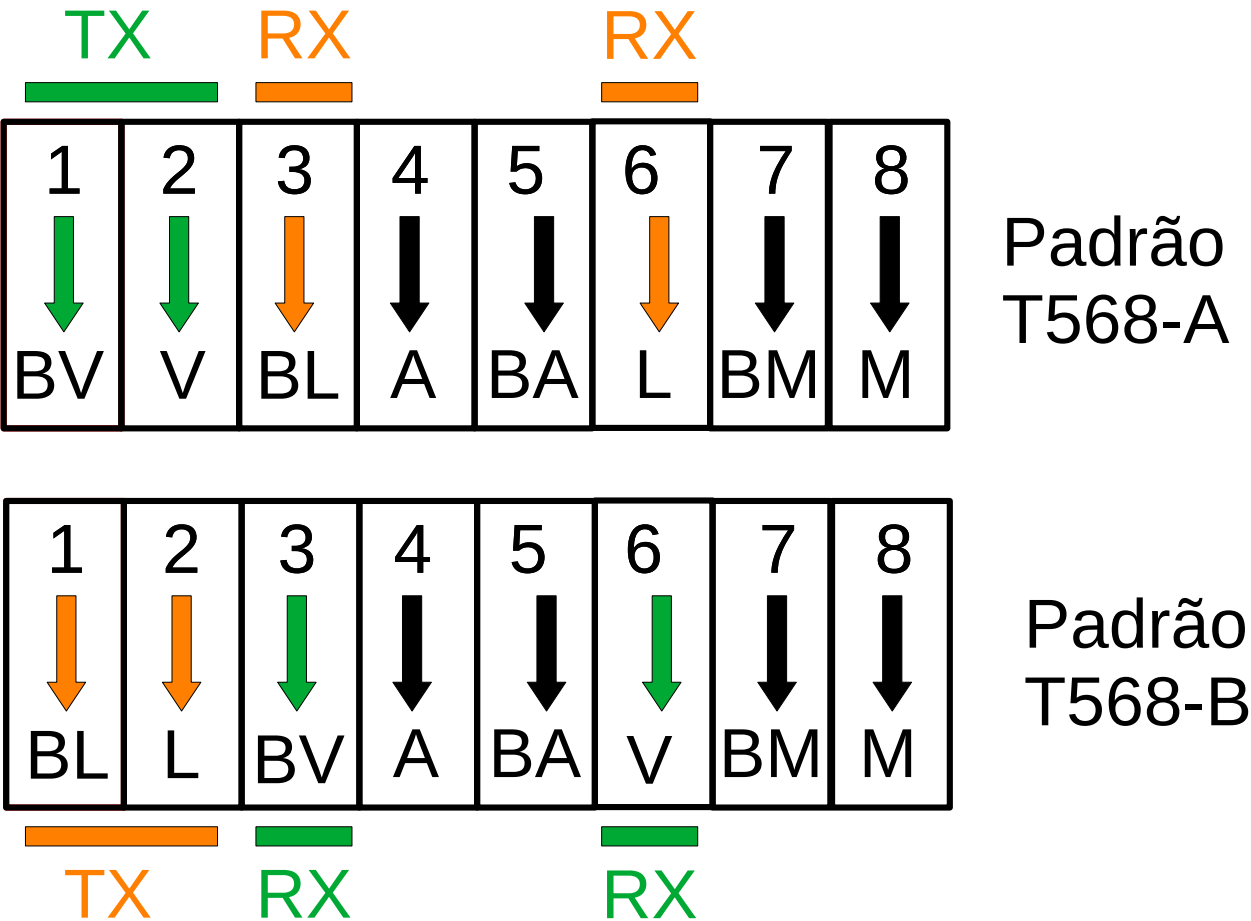 TX RX RX
1 2 3 4 5 6 7 8
BV V BL A BA L BM M
Padrão
T568-A
1 2 3 4 5 6 7 8
BL L BV A BA V BM M
Padrão
T568-B
TX RX RX